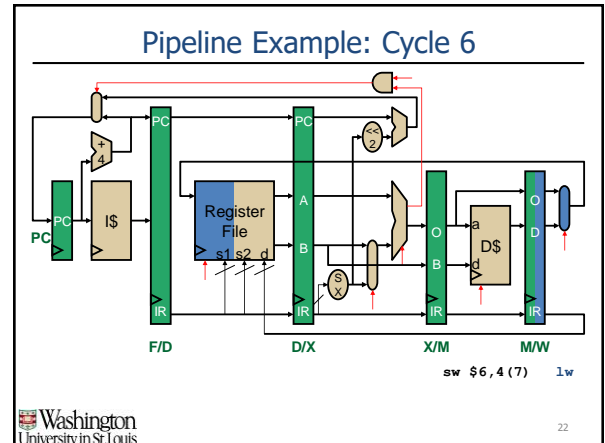 Pipeline Example: Cycle 6
PC
PC
<<
2
+
4
PC
I$
Register
File
s1 s2 d
A
B
S
X
O
B
a
d
D$
O
D
IR
IR
IR
IR
PC
F/D
D/X
X/M
M/W
sw $6,4(7) lw
Washington
University in St Louis
22